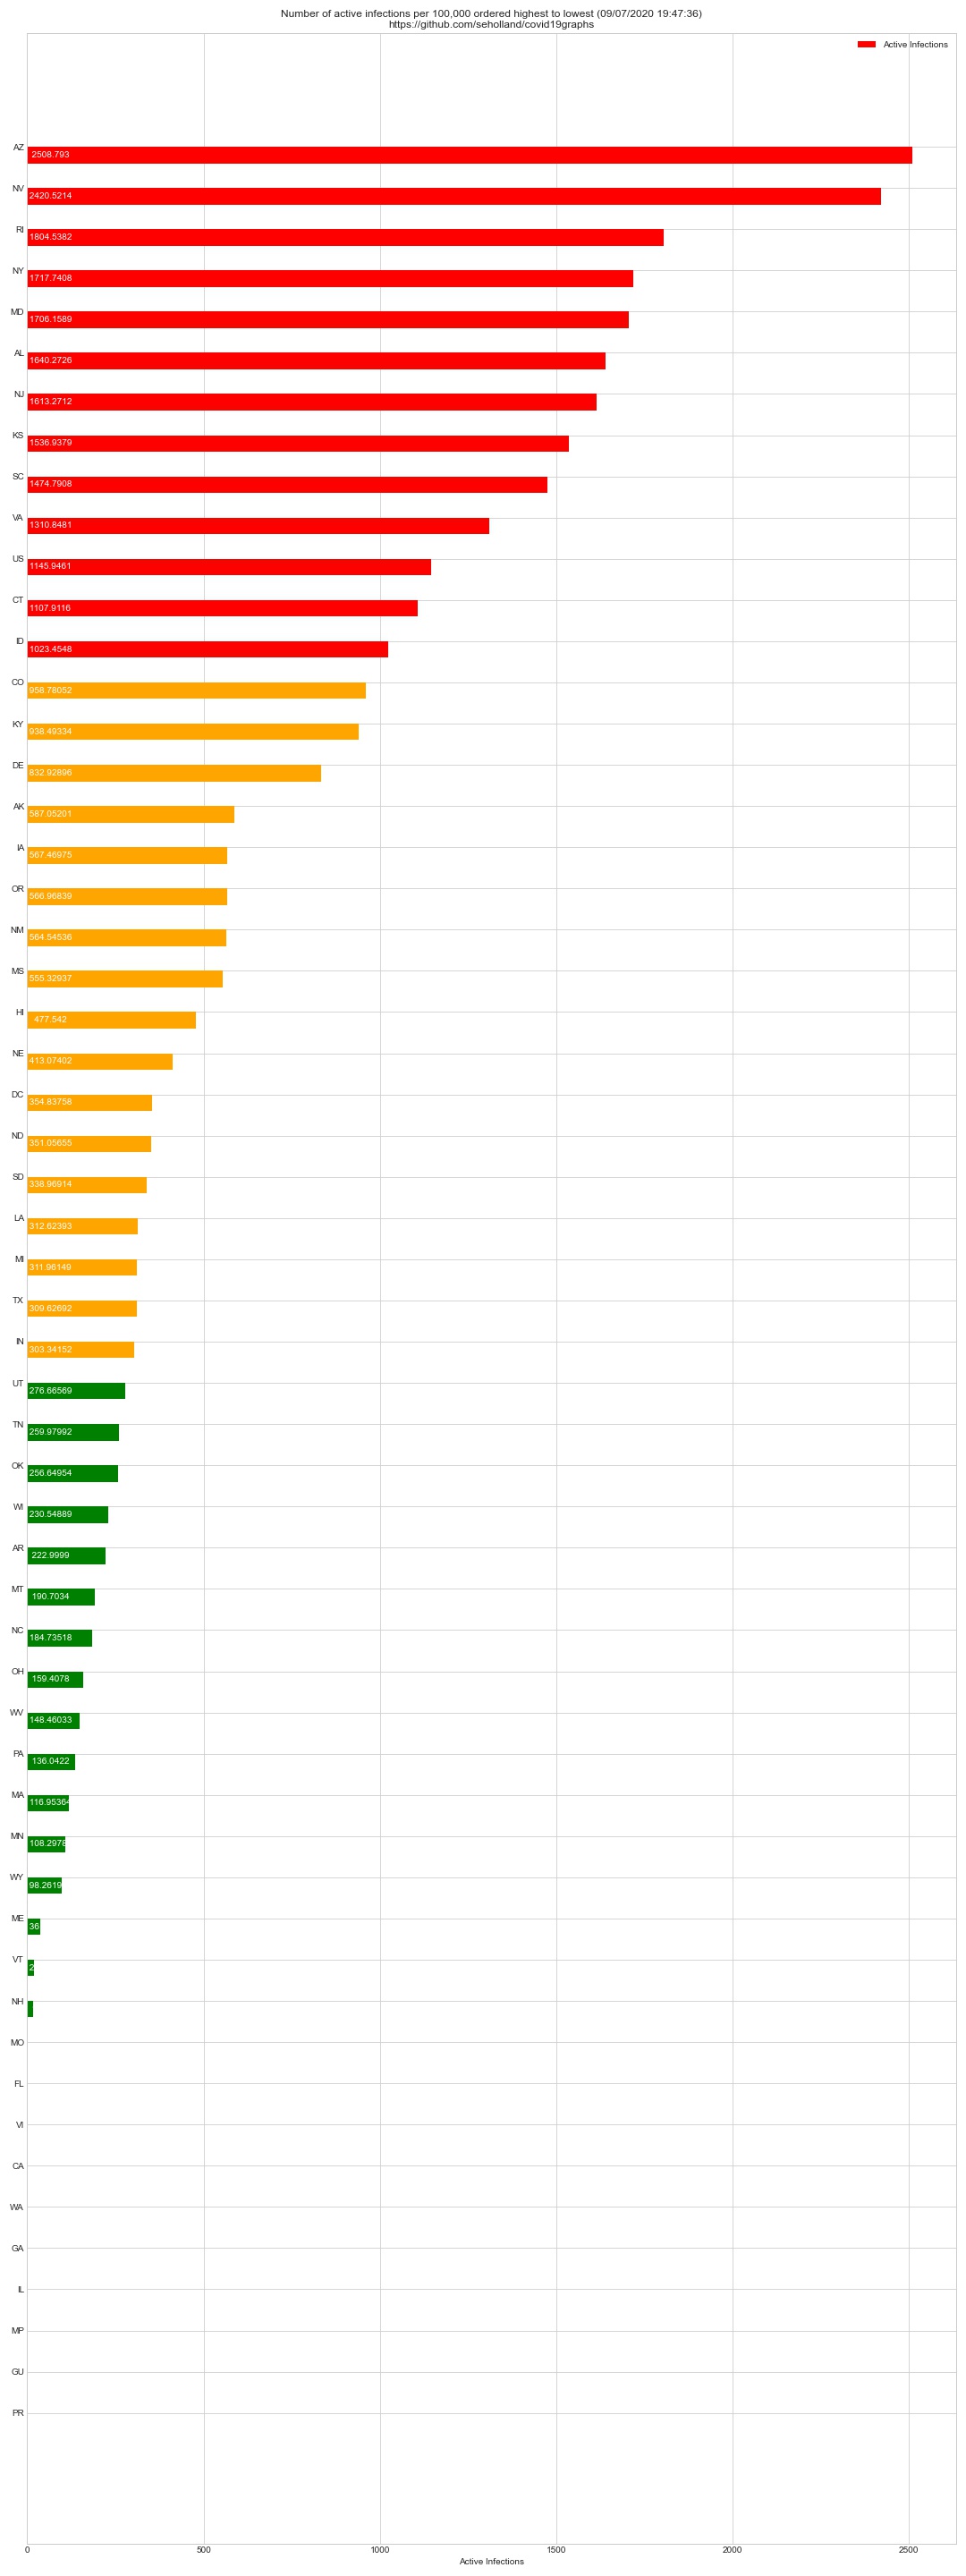 Number of active infections per 100,000 ordered highest to lowest (09/07/2020 19:47:36)
https://github.com/seholland/covid19graphs
Active Infections
AZ 2508.793
NV 2420.5214
RI 1804.5382
NY 1717.7408
MD 1706.1589
AL 1640.2726
NJ 1613.2712
KS 1536.9379
SC 1474.7908
VA 1310.8481
US 1145.9461
CT 1107.9116
ID 1023.4548
CO 958.78052
KY 938.49334
DE 832.92896
AK 587.05201
IA 567.46975
OR 566.96839
NM 564.54536
MS 555.32937
HI 477.542
NE 413.07402
DC 354.83758
ND 351.05655
SD 338.96914
LA 312.62393
MI 311.96149
TX 309.62692
IN 303.34152
UT 276.66569
TN 259.97992
OK 256.64954
WI 230.54889
AR 222.9999
MT 190.7034
NC 184.73518
OH 159.4078
WV 148.46033
PA 136.0422
MA 116.95364
MN 108.2978
WY 98.2619
ME 36
VT 2
NH
MO
FL
VI
CA
WA
GA
IL
MP
GU
PR
0 500 1000 1500 2000 2500
Active Infections